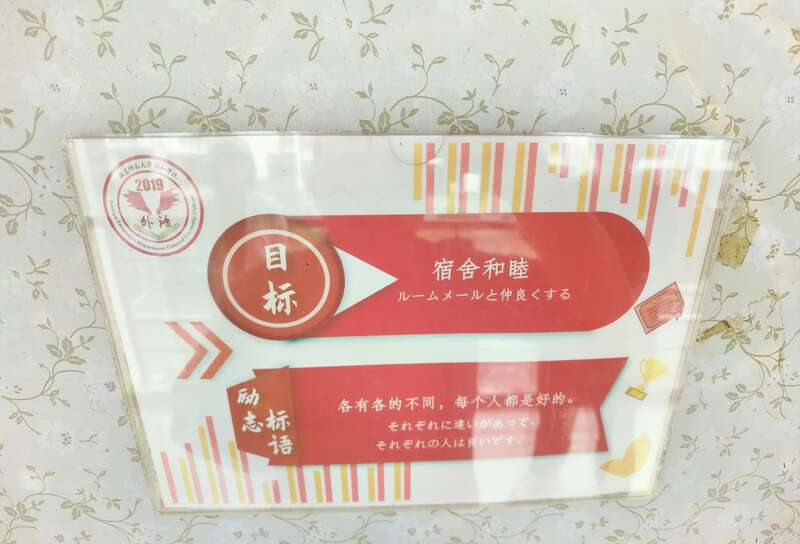 2019
外语
目标
宿舍和睦
ルームメールと仲良くする
励志
标语
各有各的不同，每个人都是好的。
それぞれに違いがあって、
それぞれの人は良いです。